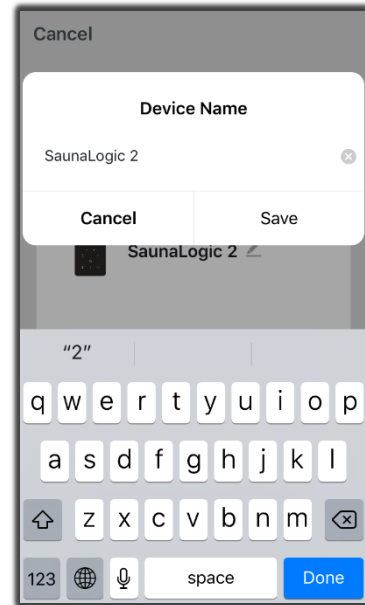 Cancel
Device Name
SaunaLogic 2
Cancel Save
SaunaLogic 2
"2"
q w e r t y u i o p
a s d f g h j k l
z x c v b n m
123 space Done